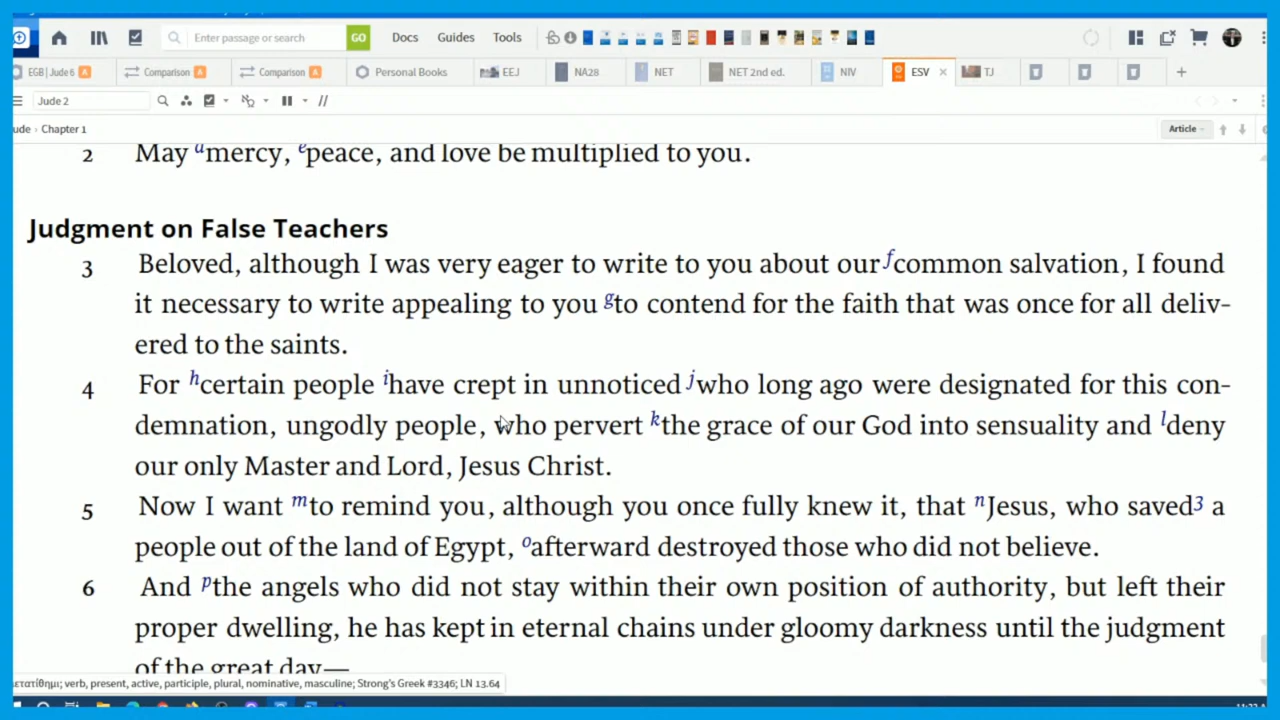 Enter passage or search GO Docs Guides Tools
EGB | Jude 6 A Comparison A Comparison A Personal Books EEJ NA28 NET NET 2nd ed. NIV ESV TJ
Jude 2
ude › Chapter 1 Article
2 May ᵃmercy, ᵉpeace, and love be multiplied to you.
Judgment on False Teachers
3 Beloved, although I was very eager to write to you about our ᶠcommon salvation, I found
it necessary to write appealing to you ᵍto contend for the faith that was once for all deliv-
ered to the saints.
4 For ʰcertain people ⁱhave crept in unnoticed ʲwho long ago were designated for this con-
demnation, ungodly people, who pervert ᵏthe grace of our God into sensuality and ˡdeny
our only Master and Lord, Jesus Christ.
5 Now I want ᵐto remind you, although you once fully knew it, that ⁿJesus, who saved³ a
people out of the land of Egypt, ᵒafterward destroyed those who did not believe.
6 And ᵖthe angels who did not stay within their own position of authority, but left their
proper dwelling, he has kept in eternal chains under gloomy darkness until the judgment
of the great day—
μετατίθημι; verb, present, active, participle, plural, nominative, masculine; Strong's Greek #3346; LN 13.64